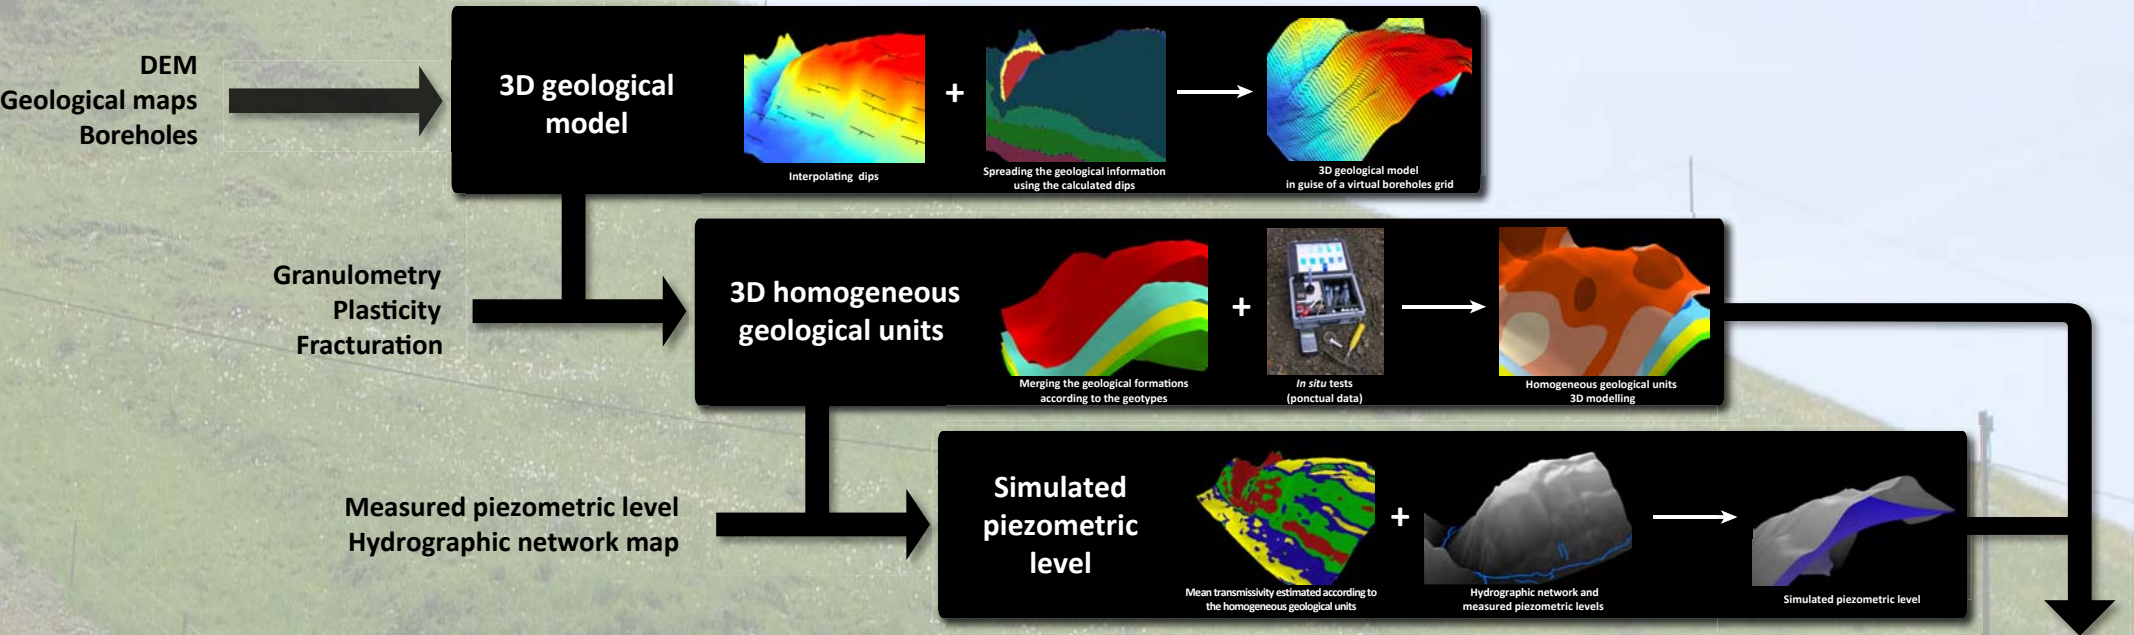 DEM
Geological maps
Boreholes
3D geological
model
+
Interpolating dips
Spreading the geological information
using the calculated dips
3D geological model
in guise of a virtual boreholes grid
Granulometry
Plasticity
Fracturation
3D homogeneous
geological units
+
Merging the geological formations
according to the geotypes
In situ tests
(ponctual data)
Homogeneous geological units
3D modelling
Measured piezometric level
Hydrographic network map
Simulated
piezometric
level
+
Mean transmissivity estimated according to
the homogeneous geological units
Hydrographic network and
measured piezometric levels
Simulated piezometric level